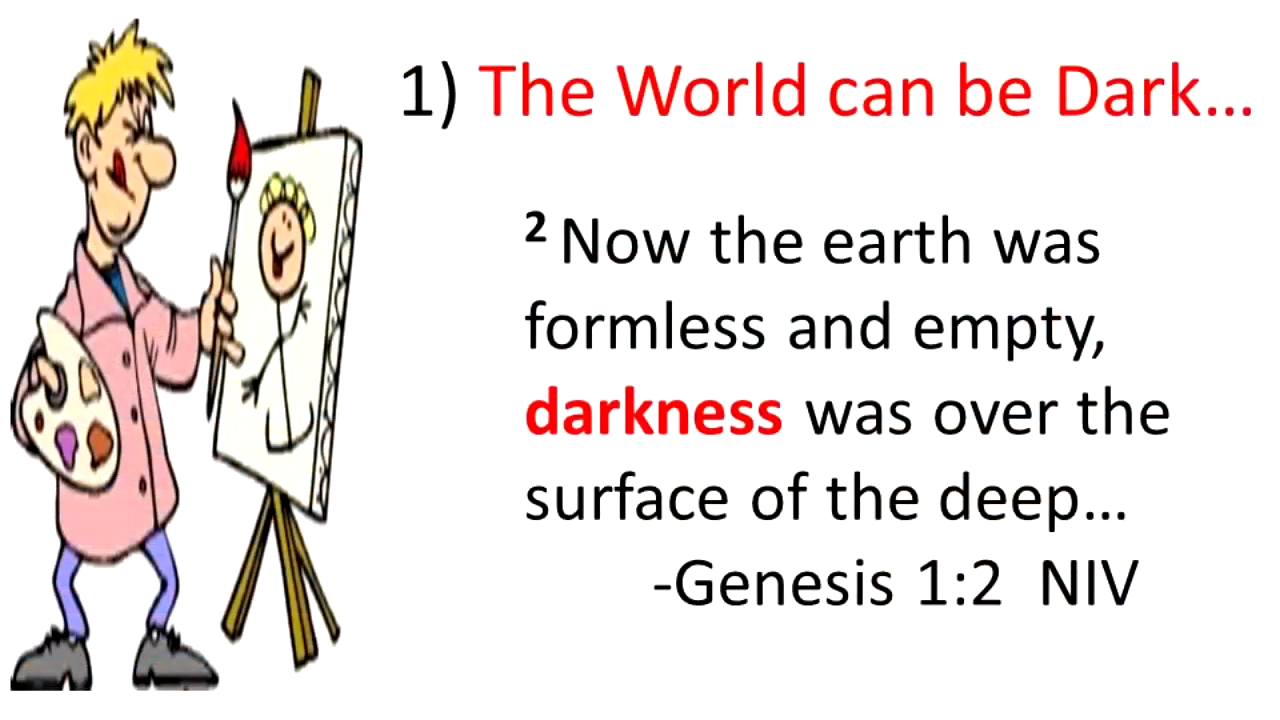 1) The World can be Dark...
2 Now the earth was
formless and empty,
darkness was over the
surface of the deep...
-Genesis 1:2  NIV